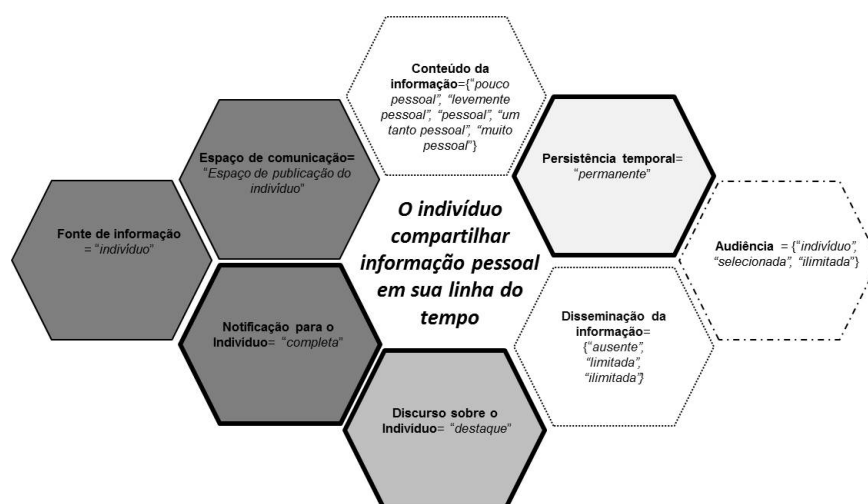 Conteúdo da
informação={“pouco
pessoal”, “levemente
pessoal”, “pessoal”, “um
tanto pessoal”, “muito
pessoal”}
Espaço de comunicação=
“Espaço de publicação do
indivíduo”
Persistência temporal=
“permanente”
Fonte de informação
= “indivíduo”
O indivíduo
compartilhar
informação pessoal
em sua linha do
tempo
Audiência = {“indivíduo”,
“selecionada”, “ilimitada”}
Notificação para o
Indivíduo= “completa”
Disseminação da
informação=
{“ausente”,
“limitada”,
“ilimitada”}
Discurso sobre o
Indivíduo= “destaque”